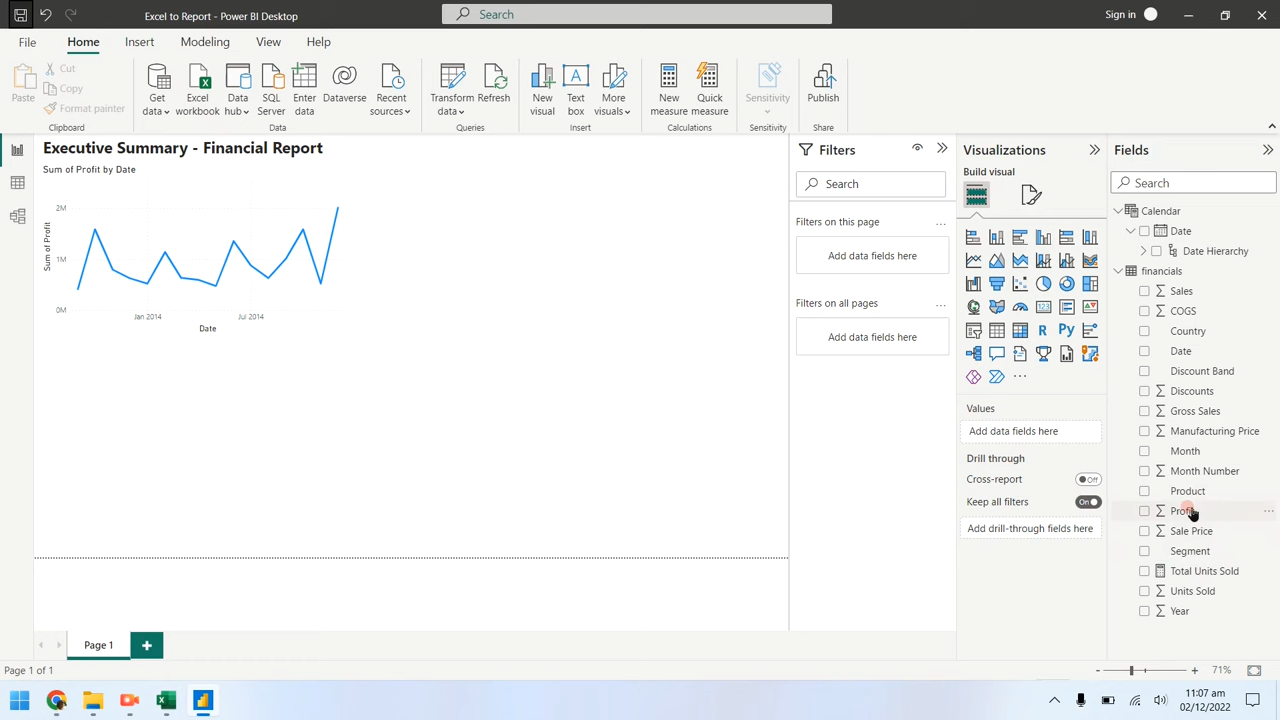 Excel to Report - Power BI Desktop
Search
Sign in
File
Home
Insert
Modeling
View
Help
Paste
Cut
Copy
Format painter
Clipboard
Get data
Excel workbook
Data hub
SQL Server
Enter data
Dataverse
Recent sources
Data
Transform data
Refresh
Queries
New visual
Text box
More visuals
Insert
New measure
Quick measure
Calculations
Sensitivity
Sensitivity
Publish
Share
Executive Summary - Financial Report
Sum of Profit by Date
2M
1M
0M
Sum of Profit
Jan 2014
Jul 2014
Date
Filters
Search
Filters on this page
Add data fields here
Filters on all pages
Add data fields here
Visualizations
Build visual
R
Py
123
Values
Add data fields here
Drill through
Cross-report
Off
Keep all filters
On
Add drill-through fields here
Fields
Search
Calendar
Date
Date Hierarchy
financials
Sales
COGS
Country
Date
Discount Band
Discounts
Gross Sales
Manufacturing Price
Month
Month Number
Product
Profit
Sale Price
Segment
Total Units Sold
Units Sold
Year
Page 1
Page 1 of 1
71%
11:07 am
02/12/2022